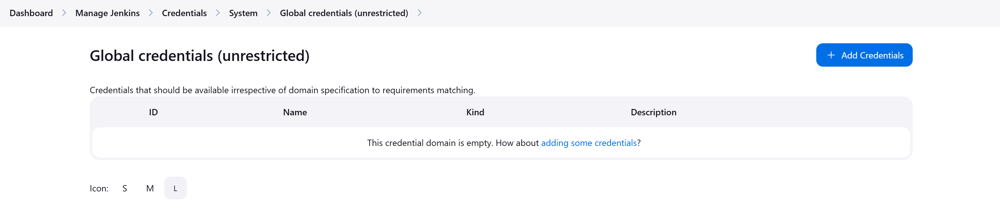 Dashboard > Manage Jenkins > Credentials > System > Global credentials (unrestricted) >
Global credentials (unrestricted)
+ Add Credentials
Credentials that should be available irrespective of domain specification to requirements matching.
ID Name Kind Description
This credential domain is empty. How about adding some credentials?
Icon: S M L